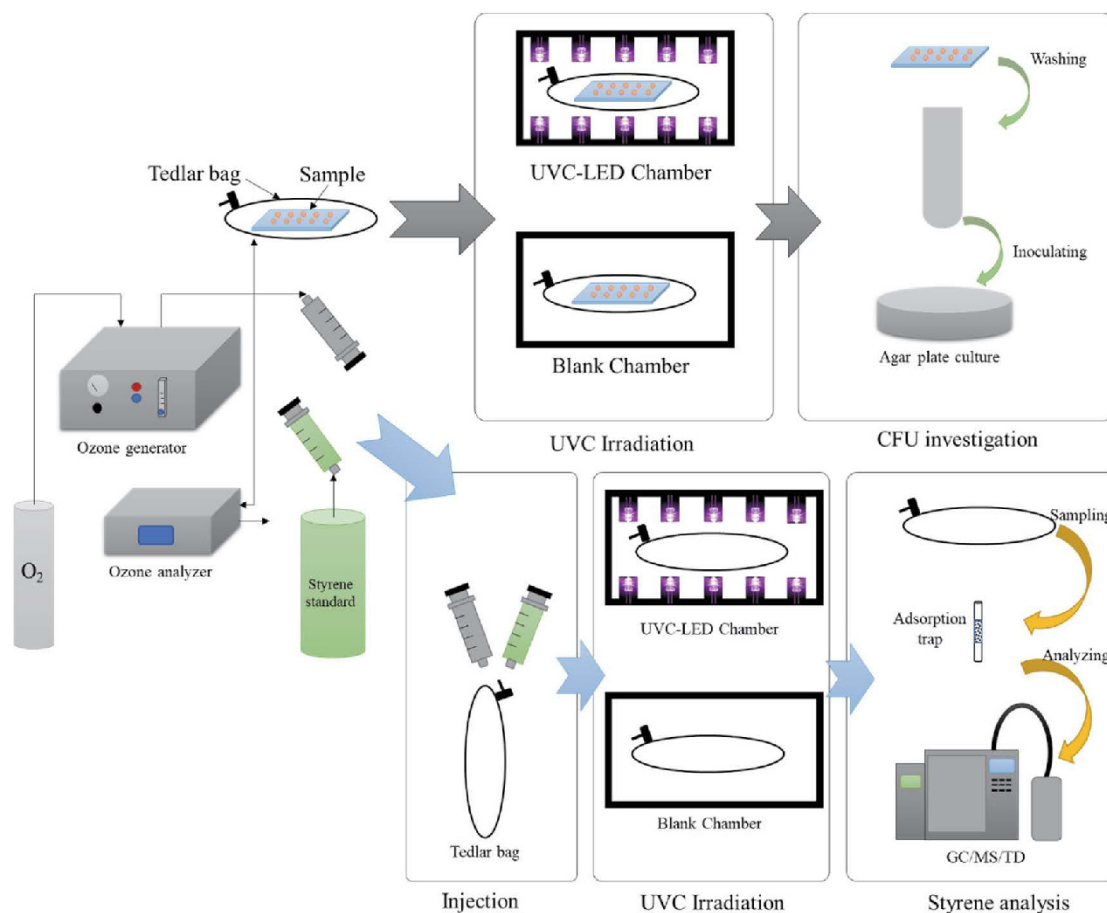 Tedlar bag
Sample
UVC-LED Chamber
Blank Chamber
UVC Irradiation
Washing
Inoculating
Agar plate culture
CFU investigation
Ozone generator
O2
Ozone analyzer
Styrene
standard
Tedlar bag
Injection
UVC-LED Chamber
Blank Chamber
UVC Irradiation
Sampling
Adsorption
trap
Analyzing
GC/MS/TD
Styrene analysis